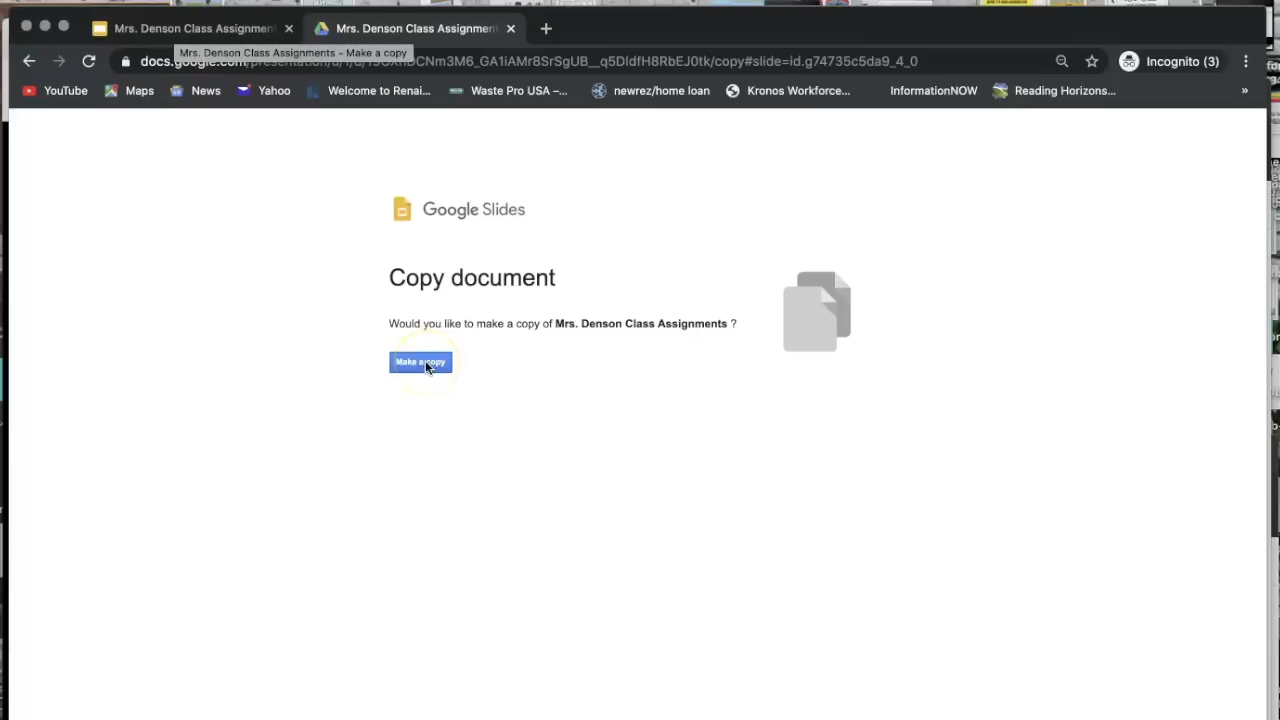 Mrs. Denson Class Assignmen
Mrs. Denson Class Assignment
Mrs. Denson Class Assignments - Make a copy
Incognito (3)
YouTube
Maps
News
Yahoo
Welcome to Renai...
Waste Pro USA –...
newrez/home loan
Kronos Workforce...
InformationNOW
Reading Horizons...
»
Google Slides
Copy document
Would you like to make a copy of Mrs. Denson Class Assignments ?
Make a copy